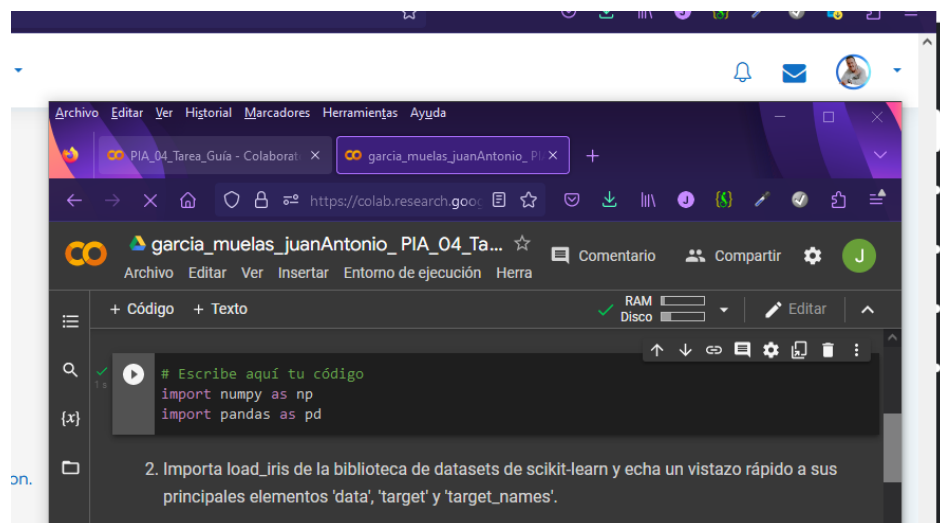 Archivo Editar Ver Historial Marcadores Herramientas Ayuda
PIA_04_Tarea_Guía - Colaborat
garcia_muelas_juanAntonio_ PI
https://colab.research.goog
garcia_muelas_juanAntonio_ PIA_04_Ta...
Comentario
Compartir
J
Archivo Editar Ver Insertar Entorno de ejecución Herra
+ Código + Texto
RAM
Disco
Editar
1 s
# Escribe aquí tu código
import numpy as np
import pandas as pd
{x}
2. Importa load_iris de la biblioteca de datasets de scikit-learn y echa un vistazo rápido a sus
principales elementos 'data', 'target' y 'target_names'.
on.